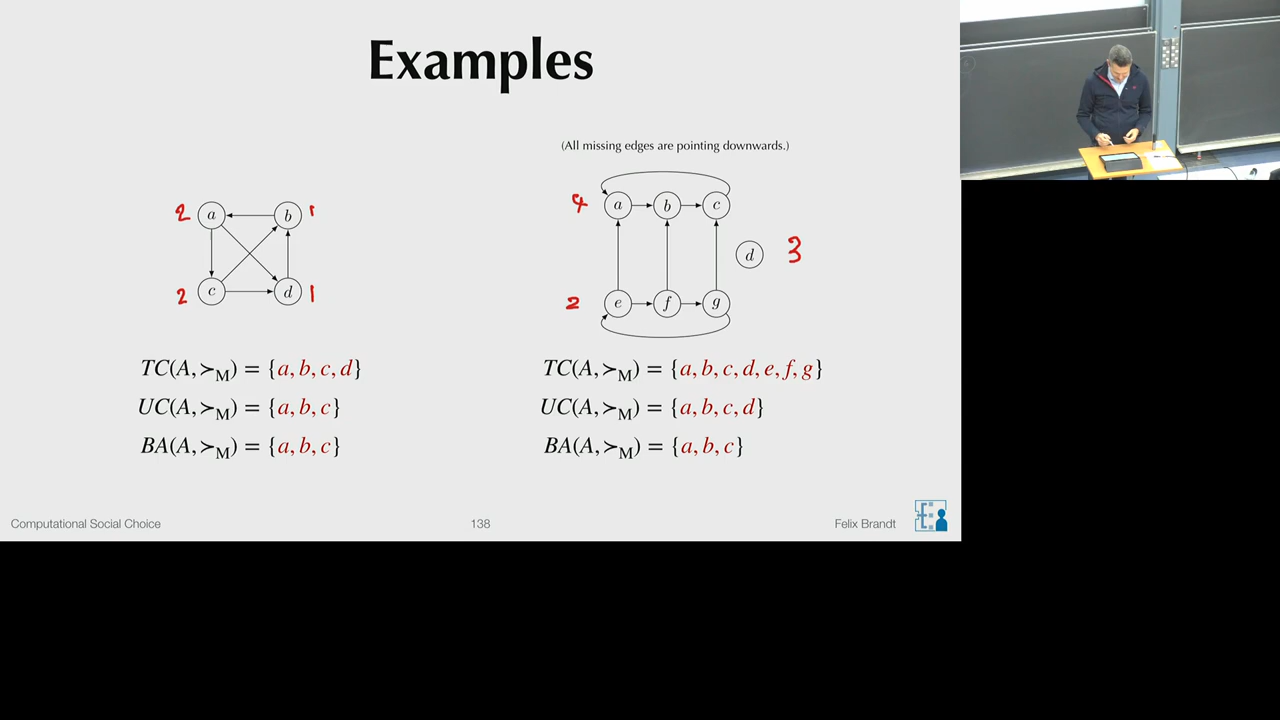 Examples
(All missing edges are pointing downwards.)
2 a b 1
2 c d 1
4 a b c
d 3
2 e f g
TC(A,≻M) = {a, b, c, d}
UC(A,≻M) = {a, b, c}
BA(A,≻M) = {a, b, c}
TC(A,≻M) = {a, b, c, d, e, f, g}
UC(A,≻M) = {a, b, c, d}
BA(A,≻M) = {a, b, c}
Computational Social Choice
138
Felix Brandt